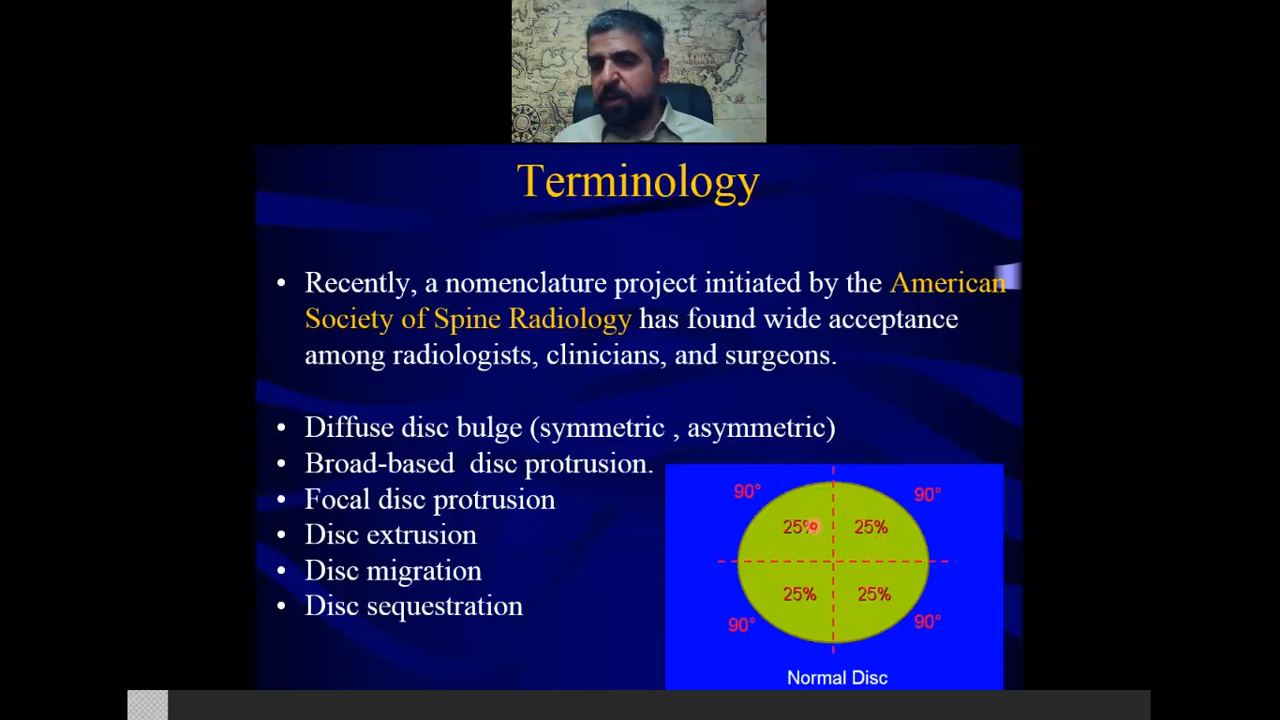 Terminology
• Recently, a nomenclature project initiated by the American
Society of Spine Radiology has found wide acceptance
among radiologists, clinicians, and surgeons.
• Diffuse disc bulge (symmetric , asymmetric)
• Broad-based disc protrusion.
• Focal disc protrusion
• Disc extrusion
• Disc migration
• Disc sequestration
90° 90°
25% 25%
25% 25%
90° 90°
Normal Disc